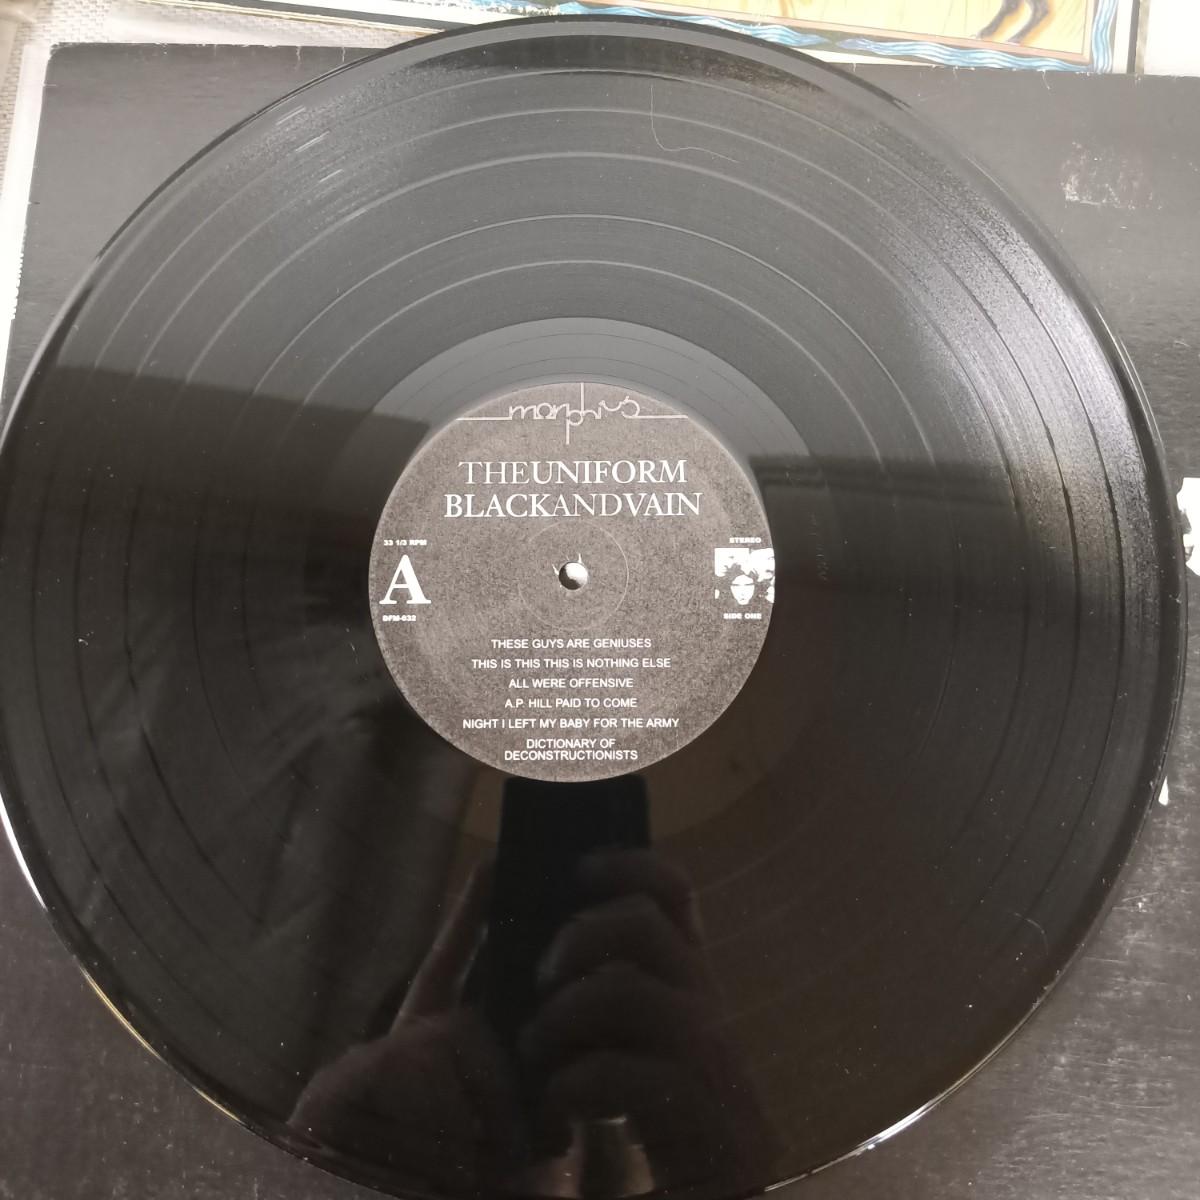 morphius
THEUNIFORM
BLACKANDVAIN
33 1/3 RPM
STEREO
A
DFM-032
SIDE ONE
THESE GUYS ARE GENIUSES
THIS IS THIS THIS IS NOTHING ELSE
ALL WERE OFFENSIVE
A.P. HILL PAID TO COME
NIGHT I LEFT MY BABY FOR THE ARMY
DICTIONARY OF
DECONSTRUCTIONISTS